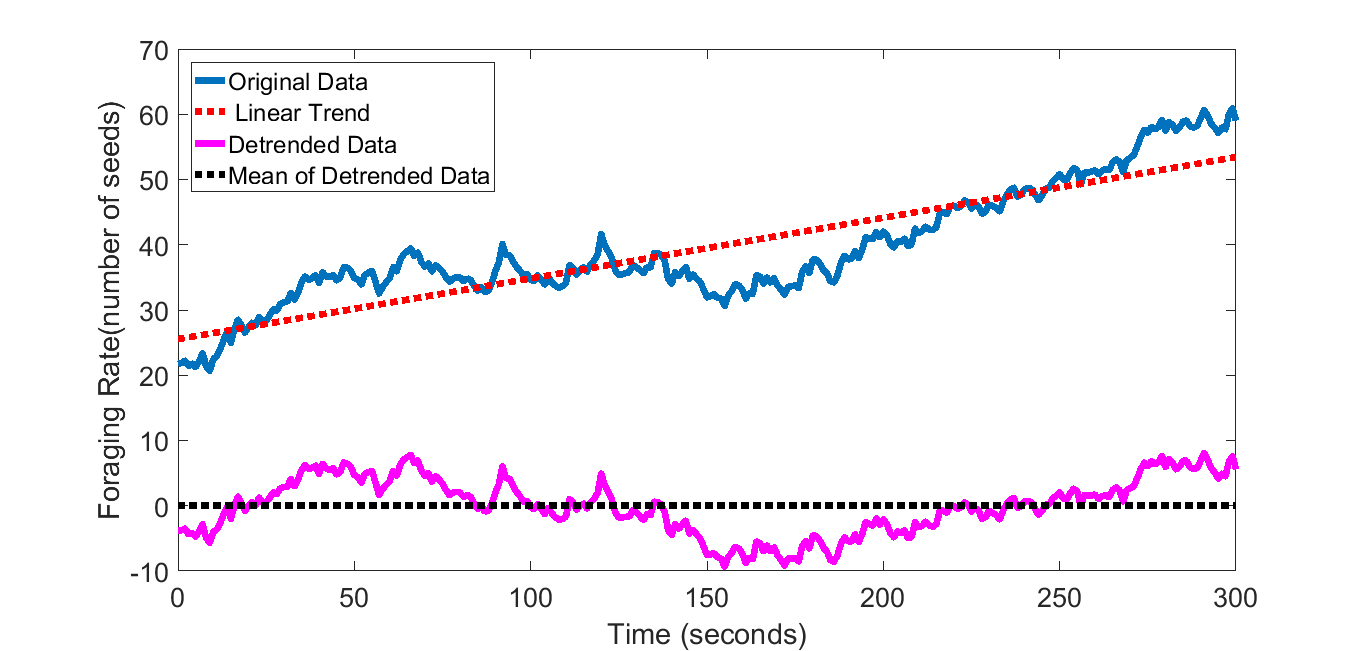 Foraging Rate(number of seeds)
70
60
50
40
30
20
10
0
-10
Original Data
Linear Trend
Detrended Data
Mean of Detrended Data
0 50 100 150 200 250 300
Time (seconds)